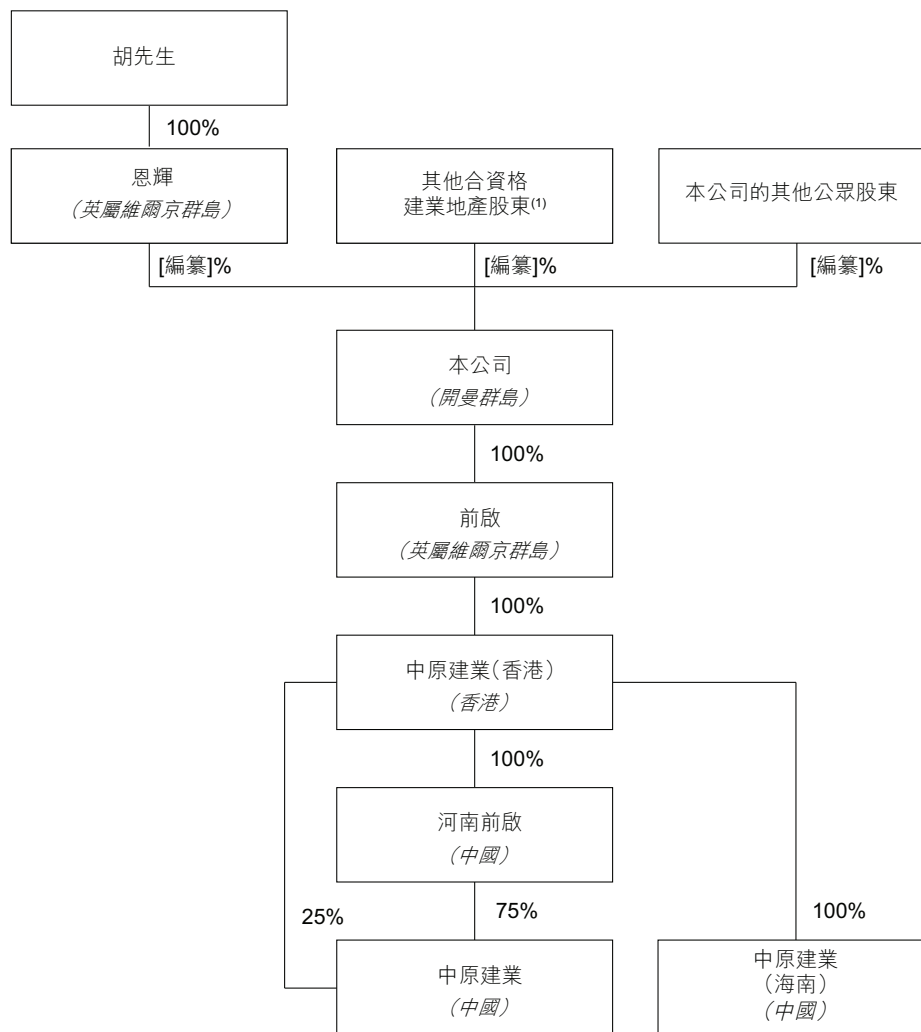 胡先生
100%
恩輝
（英屬維爾京群島）
其他合資格
建業地產股東(1)
本公司的其他公眾股東
[編纂]%
[編纂]%
[編纂]%
本公司
（開曼群島）
100%
前啟
（英屬維爾京群島）
100%
中原建業（香港）
（香港）
100%
河南前啟
（中國）
25%
75%
100%
中原建業
（中國）
中原建業
（海南）
（中國）